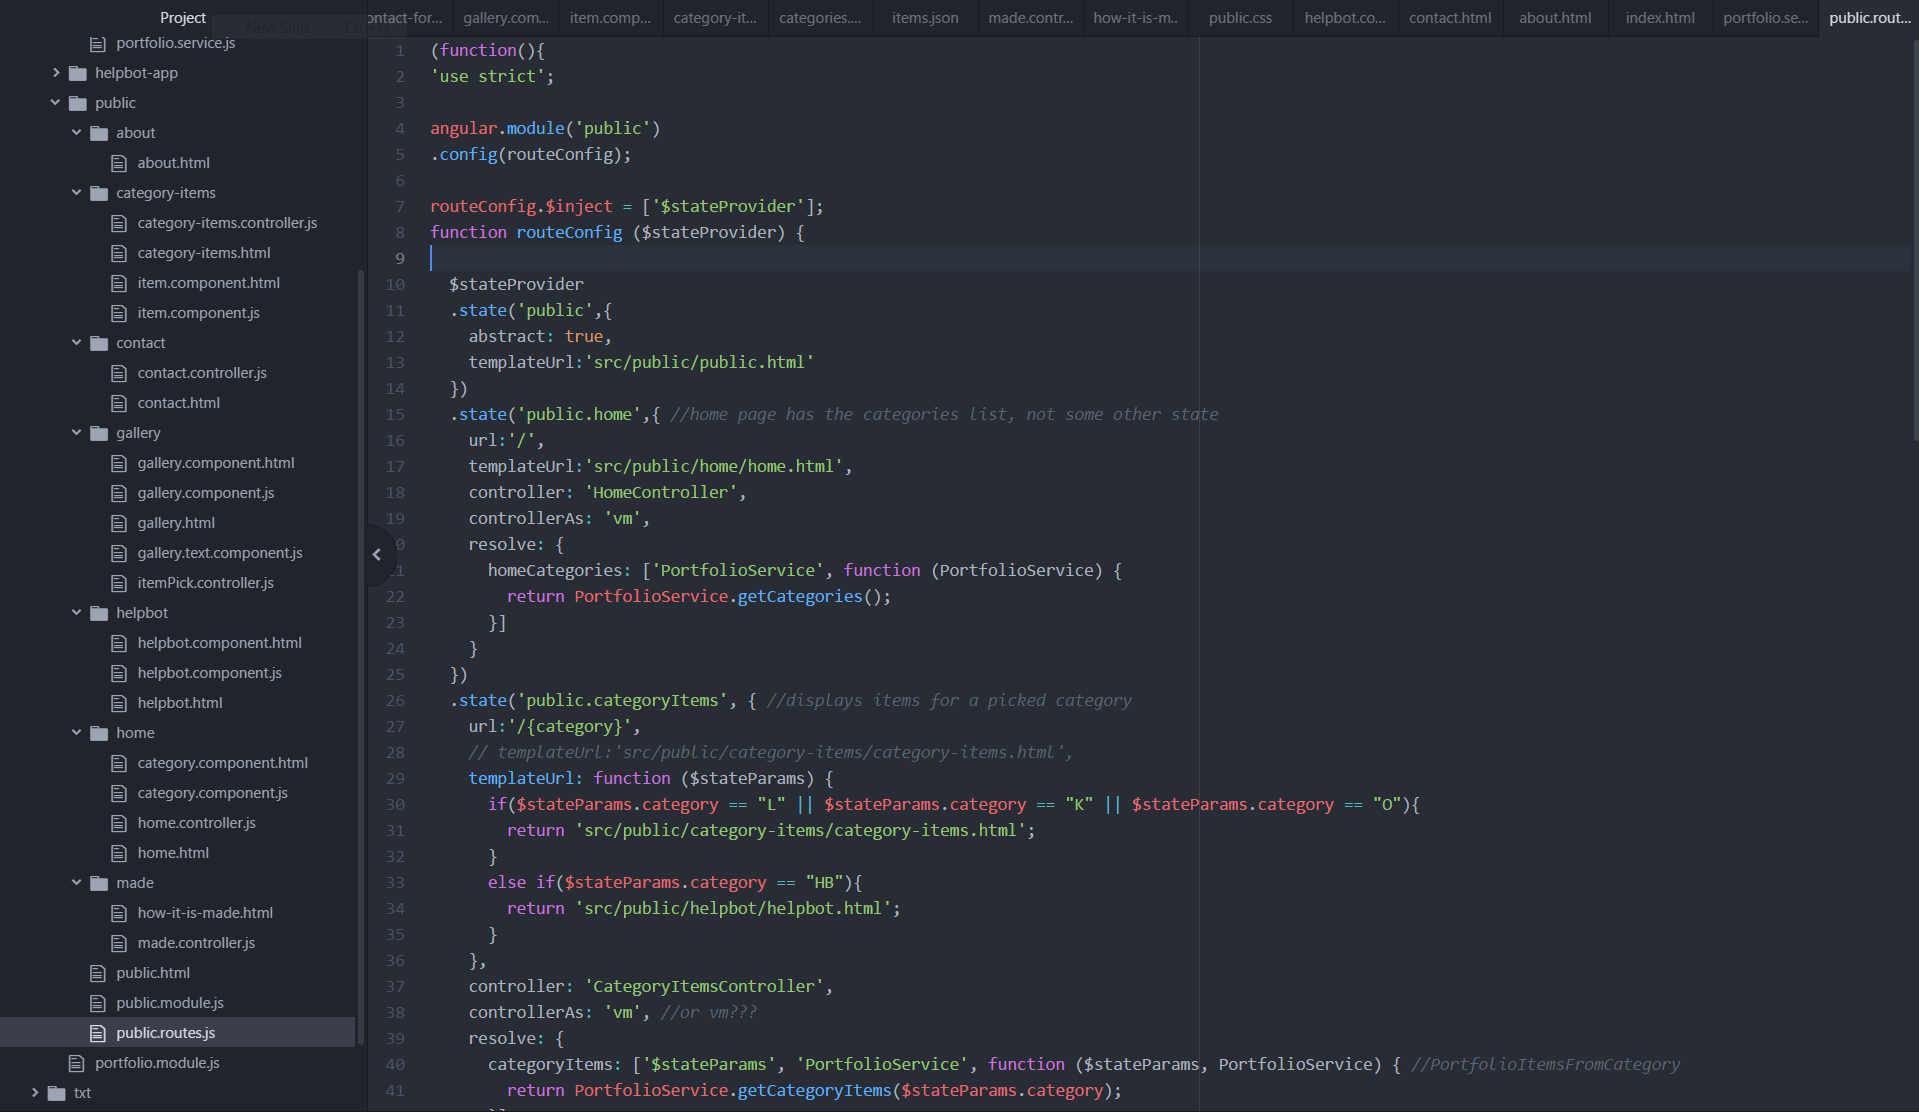 Project
New Snip
portfolio.service.js
helpbot-app
public
about
about.html
category-items
category-items.controller.js
category-items.html
item.component.html
item.component.js
contact
contact.controller.js
contact.html
gallery
gallery.component.html
gallery.component.js
gallery.html
gallery.text.component.js
itemPick.controller.js
helpbot
helpbot.component.html
helpbot.component.js
helpbot.html
home
category.component.html
category.component.js
home.controller.js
home.html
made
how-it-is-made.html
made.controller.js
public.html
public.module.js
public.routes.js
portfolio.module.js
txt
ontact-for... gallery.com... item.comp... category-it... categories.... items.json made.contr... how-it-is-m.. public.css helpbot.co... contact.html about.html index.html portfolio.se... public.rout...
1 (function(){
2 'use strict';
3
4 angular.module('public')
5 .config(routeConfig);
6
7 routeConfig.$inject = ['$stateProvider'];
8 function routeConfig ($stateProvider) {
9
10 $stateProvider
11 .state('public',{
12 abstract: true,
13 templateUrl:'src/public/public.html'
14 })
15 .state('public.home',{ //home page has the categories list, not some other state
16 url:'/',
17 templateUrl:'src/public/home/home.html',
18 controller: 'HomeController',
19 controllerAs: 'vm',
0 resolve: {
1 homeCategories: ['PortfolioService', function (PortfolioService) {
22 return PortfolioService.getCategories();
23 }]
24 }
25 })
26 .state('public.categoryItems', { //displays items for a picked category
27 url:'/{category}',
28 // templateUrl:'src/public/category-items/category-items.html',
29 templateUrl: function ($stateParams) {
30 if($stateParams.category == "L" || $stateParams.category == "K" || $stateParams.category == "O"){
31 return 'src/public/category-items/category-items.html';
32 }
33 else if($stateParams.category == "HB"){
34 return 'src/public/helpbot/helpbot.html';
35 }
36 },
37 controller: 'CategoryItemsController',
38 controllerAs: 'vm', //or vm???
39 resolve: {
40 categoryItems: ['$stateParams', 'PortfolioService', function ($stateParams, PortfolioService) { //PortfolioItemsFromCategory
41 return PortfolioService.getCategoryItems($stateParams.category);